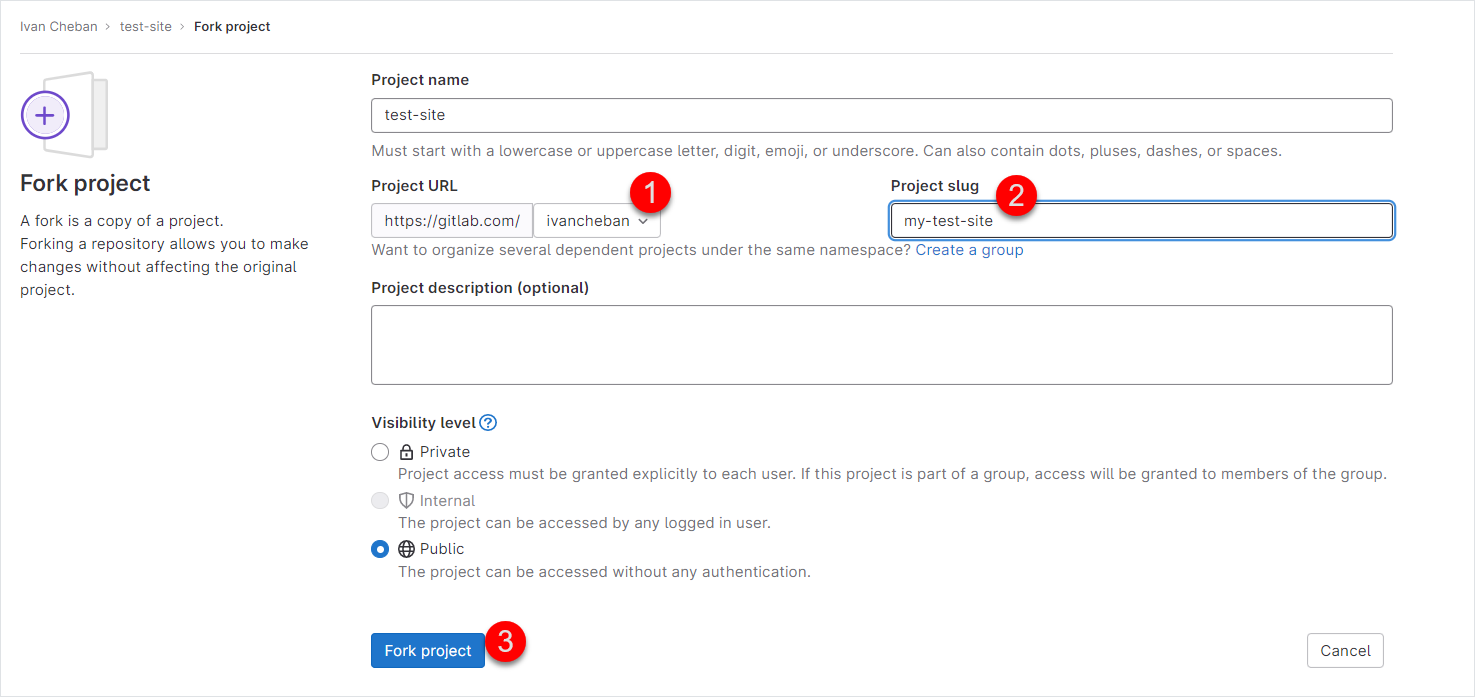 Ivan Cheban › test-site › Fork project
Fork project
A fork is a copy of a project.
Forking a repository allows you to make
changes without affecting the original
project.
Project name
test-site
Must start with a lowercase or uppercase letter, digit, emoji, or underscore. Can also contain dots, pluses, dashes, or spaces.
Project URL
1
https://gitlab.com/ ivancheban
Project slug
2
my-test-site
Want to organize several dependent projects under the same namespace? Create a group
Project description (optional)
Visibility level ?
Private
Project access must be granted explicitly to each user. If this project is part of a group, access will be granted to members of the group.
Internal
The project can be accessed by any logged in user.
Public
The project can be accessed without any authentication.
Fork project
3
Cancel